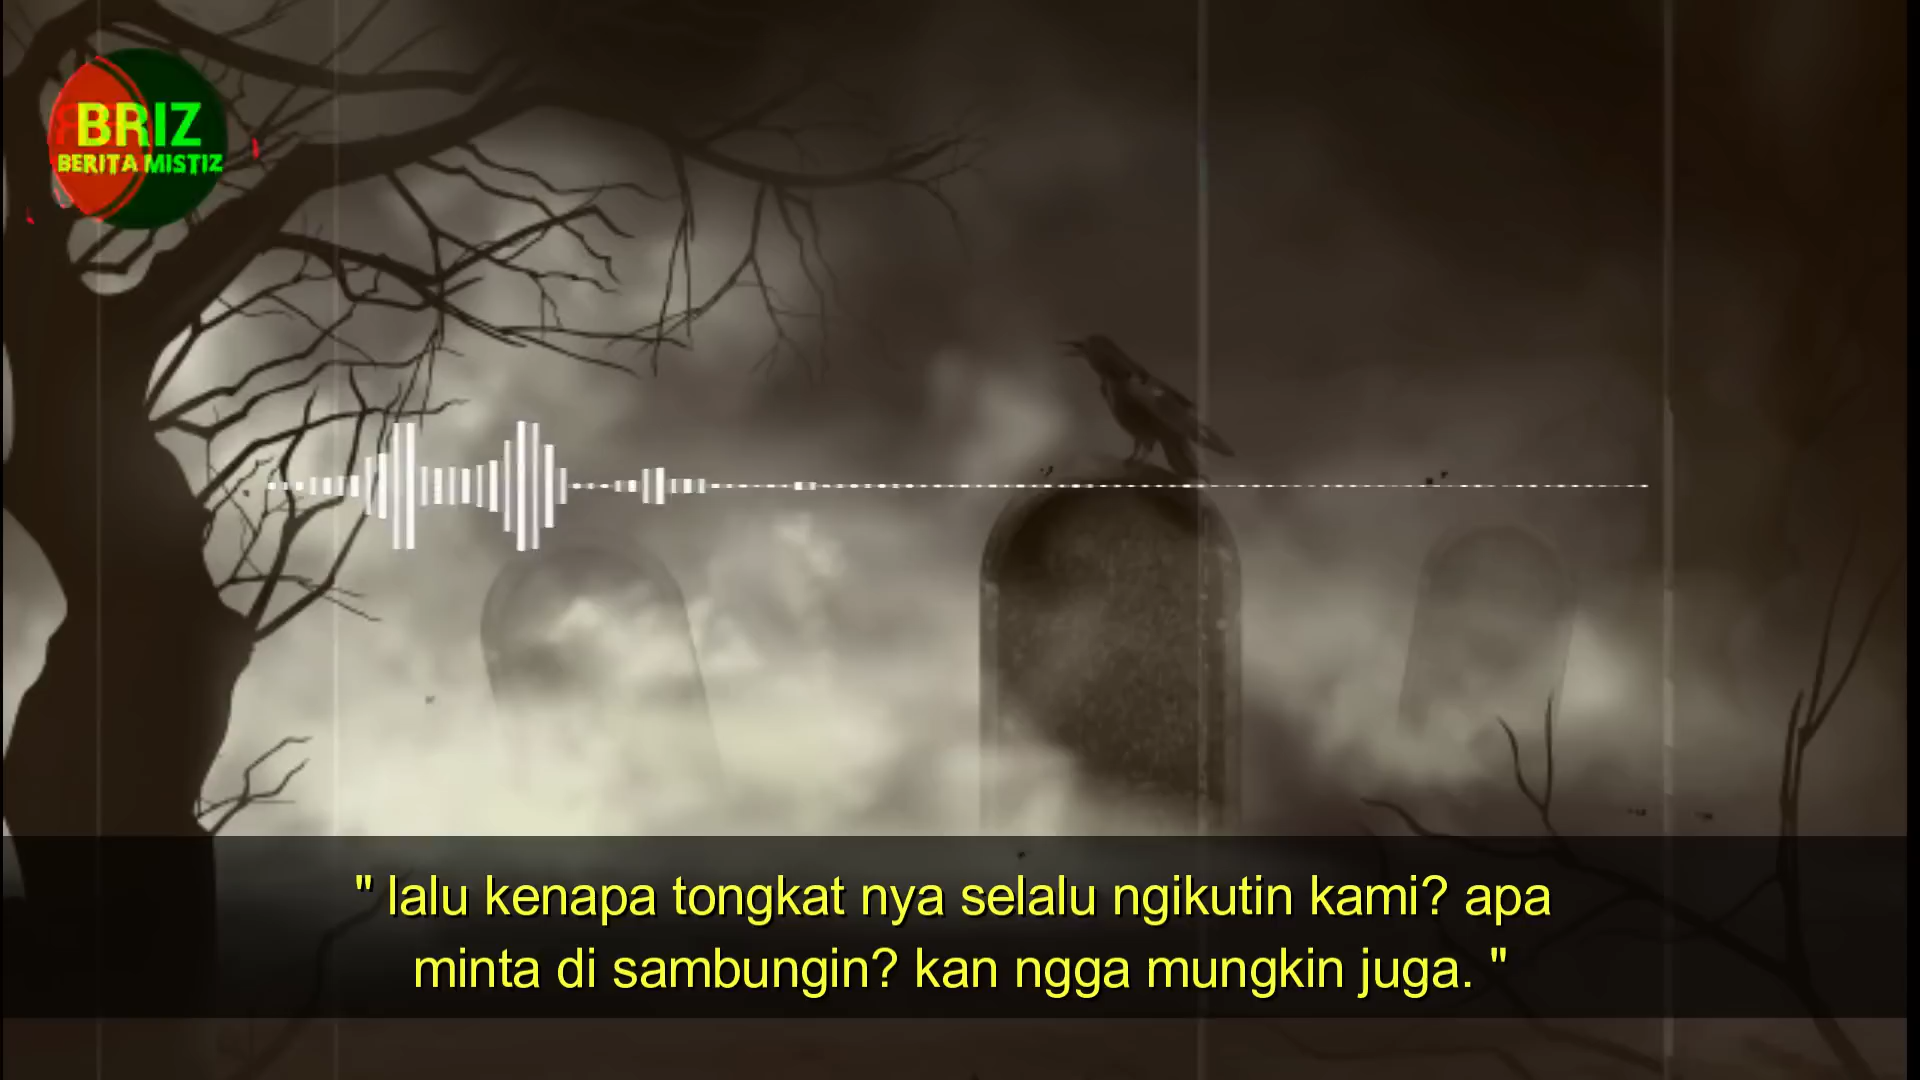 BRIZ
BERITA MISTIZ
" lalu kenapa tongkat nya selalu ngikutin kami? apa
minta di sambungin? kan ngga mungkin juga. "